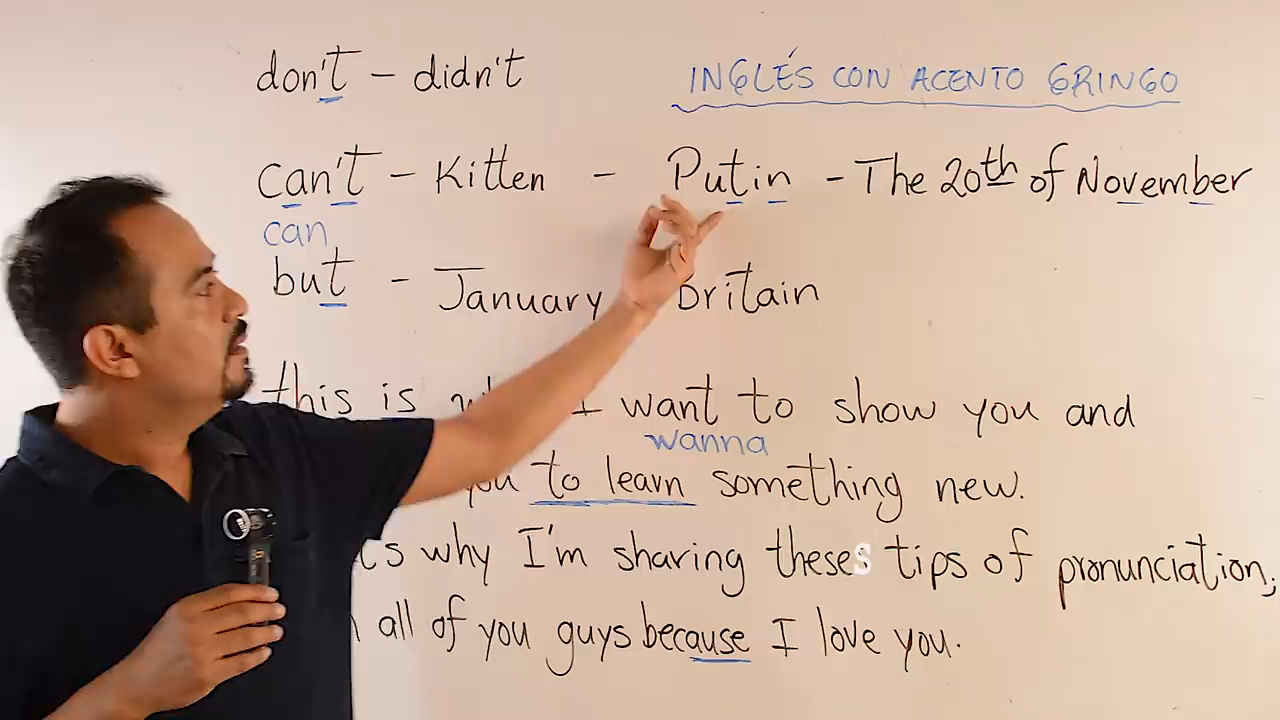 don't - didn't
INGLÉS CON ACENTO GRINGO
can't - Kitten - Putin - The 20th of November
can
but - January Britain
this is I want to show you and
wanna
you to learn something new.
why I'm sharing theses tips of pronunciation,
all of you guys because I love you.